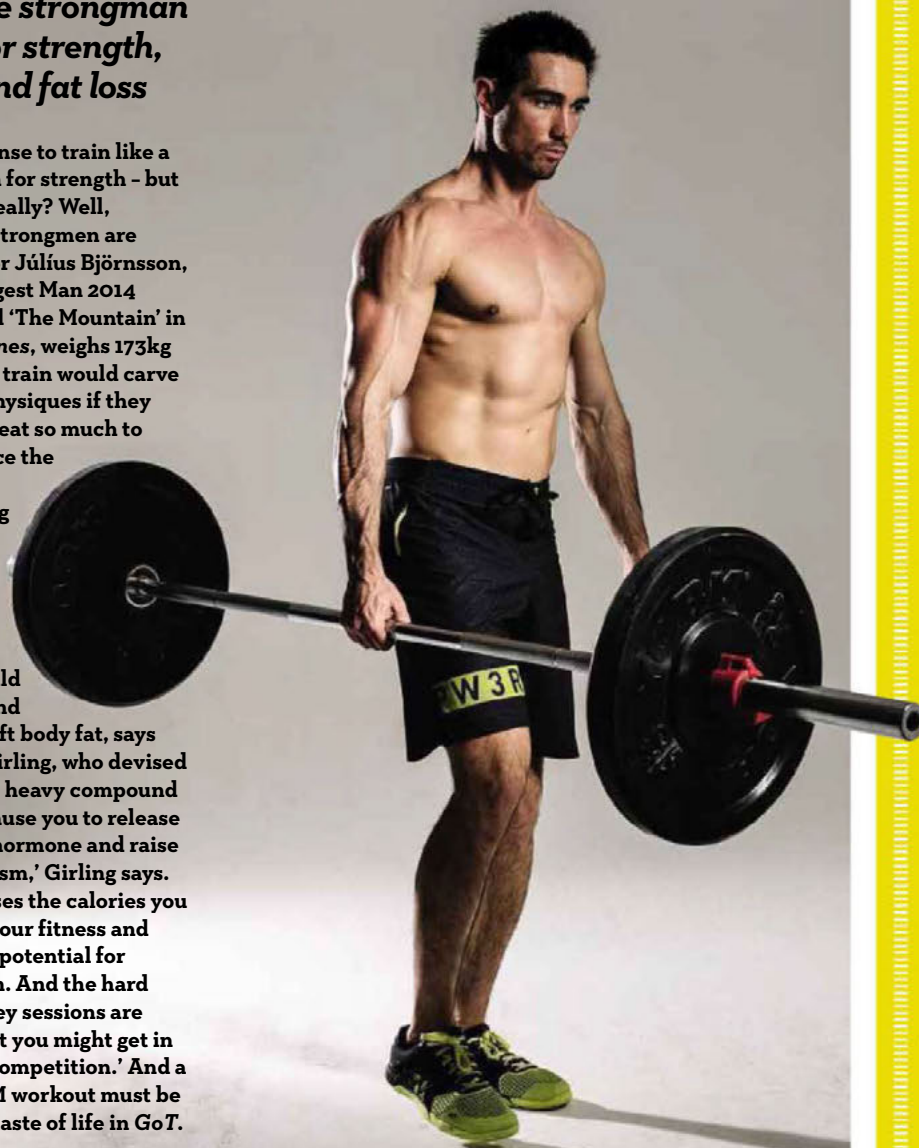 e strongman
r strength,
nd fat loss
nse to train like a
for strength – but
eally? Well,
trongmen are
r Júlíus Björnsson,
gest Man 2014
‘The Mountain’ in
nes, weighs 173kg
train would carve
hysiques if they
eat so much to
ce the
g
ld
nd
ft body fat, says
irling, who devised
heavy compound
use you to release
hormone and raise
sm,’ Girling says.
ses the calories you
our fitness and
potential for
n. And the hard
ey sessions are
t you might get in
ompetition.’ And a
M workout must be
aste of life in GoT.
W3R